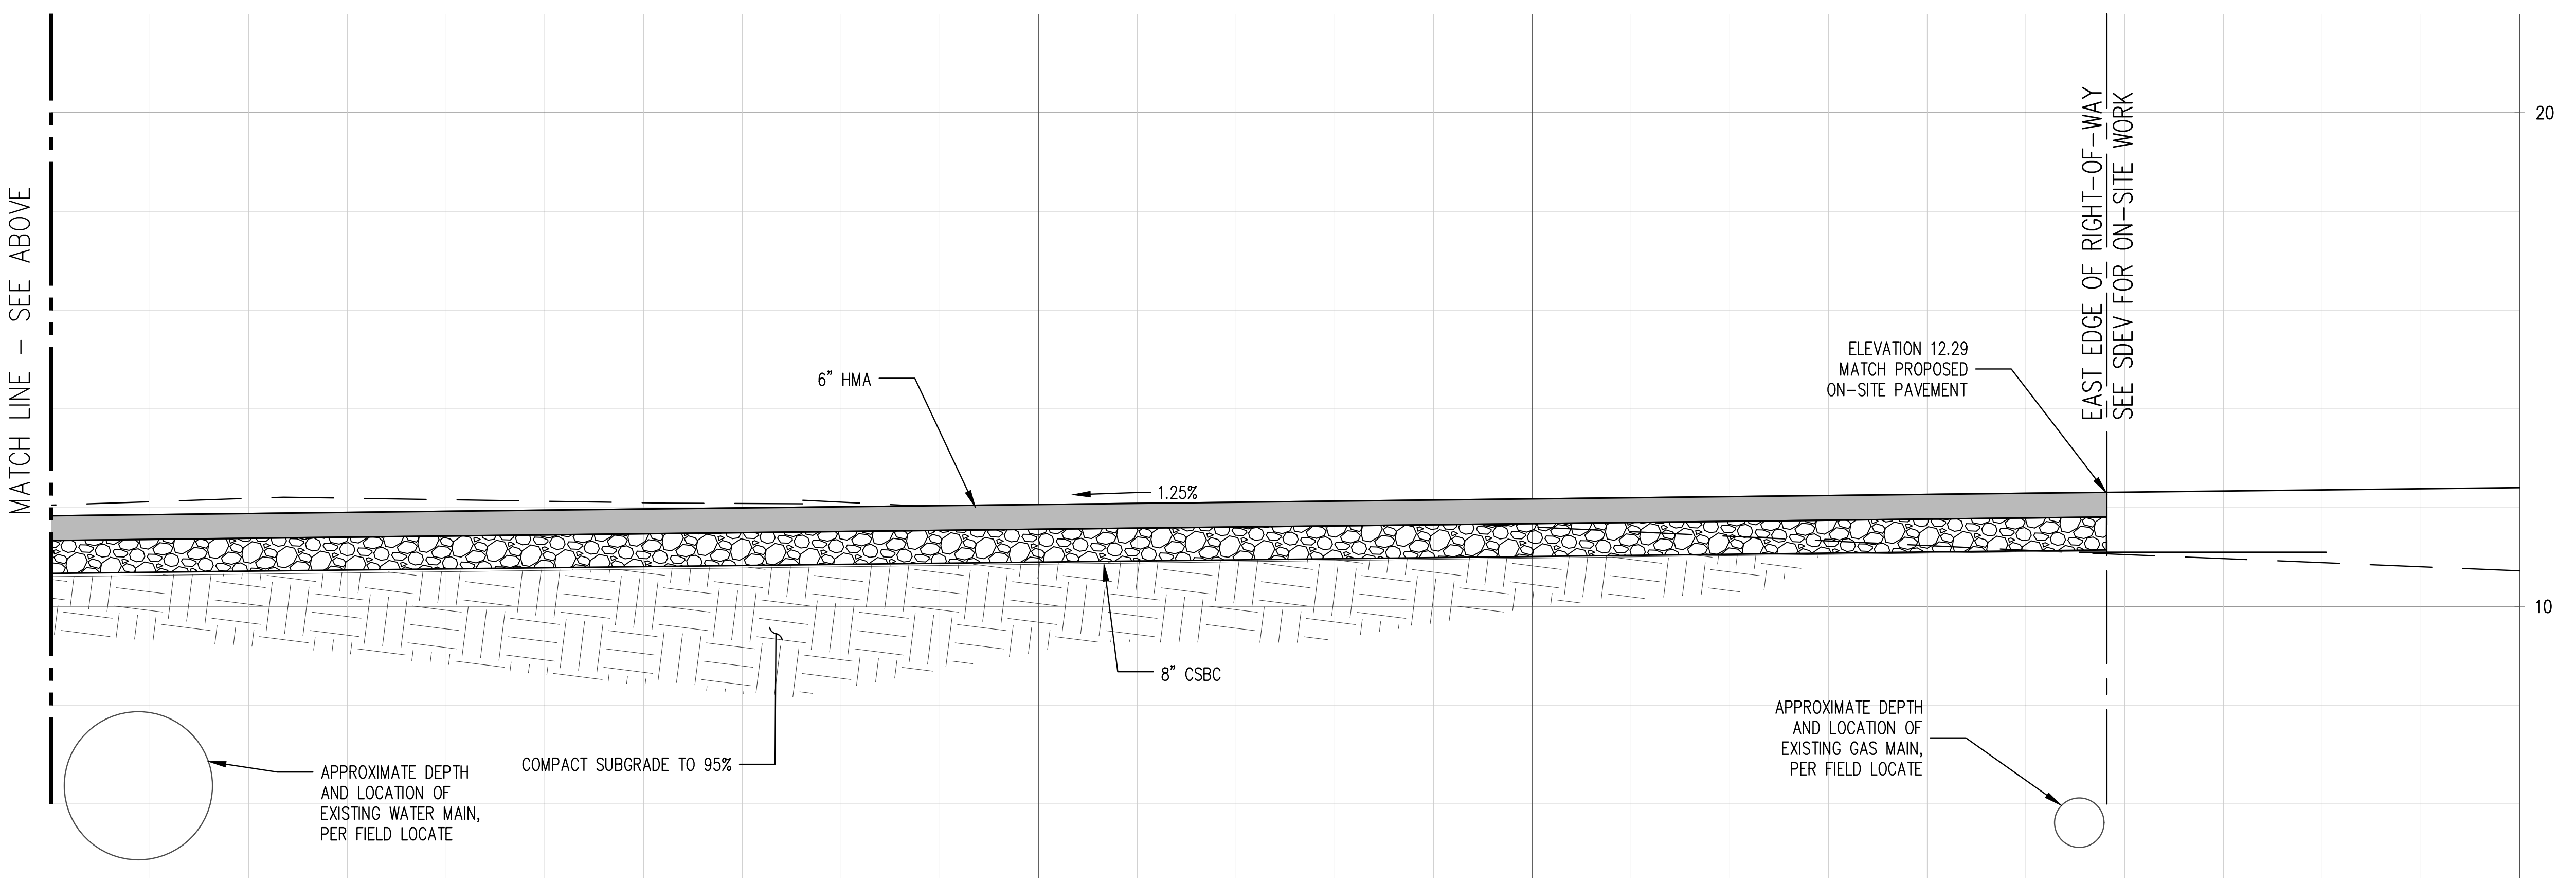 MATCH LINE - SEE ABOVE
20
EAST EDGE OF RIGHT-OF-WAY
SEE SDEV FOR ON-SITE WORK
ELEVATION 12.29
MATCH PROPOSED
ON-SITE PAVEMENT
6" HMA
1.25%
10
8" CSBC
COMPACT SUBGRADE TO 95%
APPROXIMATE DEPTH
AND LOCATION OF
EXISTING WATER MAIN,
PER FIELD LOCATE
APPROXIMATE DEPTH
AND LOCATION OF
EXISTING GAS MAIN,
PER FIELD LOCATE